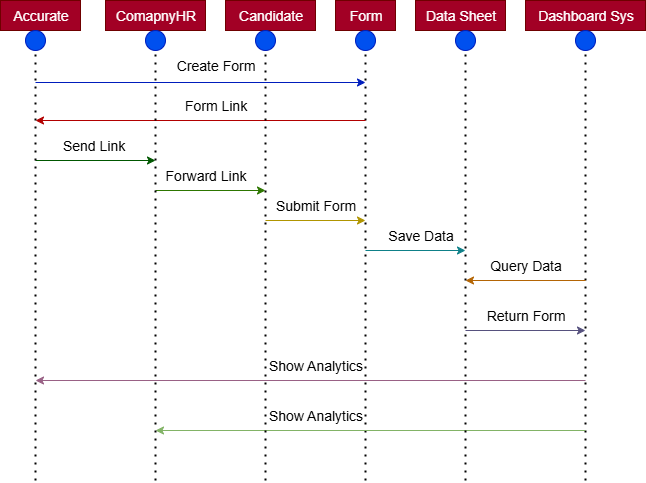 Accurate
ComapnyHR
Candidate
Form
Data Sheet
Dashboard Sys
Create Form
Form Link
Send Link
Forward Link
Submit Form
Save Data
Query Data
Return Form
Show Analytics
Show Analytics